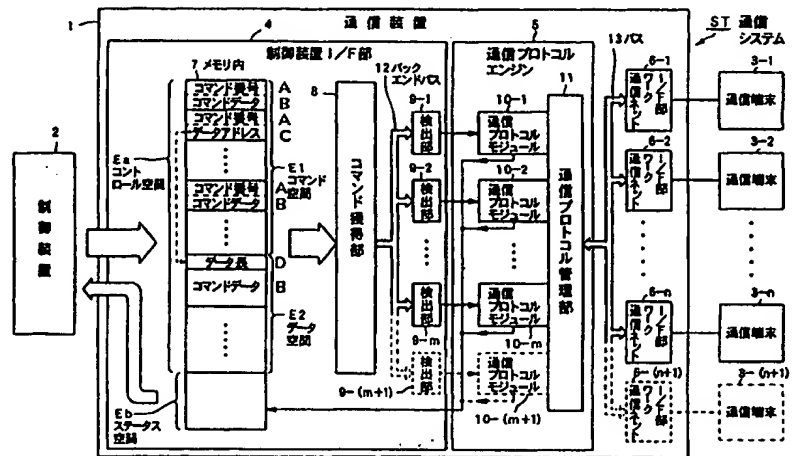 1
通信装置
ST 通信システム
4
制御装置I/F部
5
通信プロトコルエンジン
2
制御装置
7 メモリ内
コマンド番号 A
コマンドデータ B
コマンド番号 A
データアドレス C
Ea コントロール空間
E1 コマンド空間
コマンド番号 A
コマンドデータ B
データ長 D
コマンドデータ B
E2 データ空間
Eb ステータス空間
8
コマンド獲得部
12 バックエンドバス
9-1
検出部
9-2
検出部
9-m
検出部
検出部
9-(m+1)
10-1
通信プロトコルモジュール
10-2
通信プロトコルモジュール
通信プロトコルモジュール
10-m
通信プロトコルモジュール
10-(m+1)
11
通信プロトコル管理部
13 バス
6-1
通信ネットワークI/F部
6-2
通信ネットワークI/F部
6-n
通信ネットワークI/F部
6-(n+1)
通信ネットワークI/F部
3-1
通信端末
3-2
通信端末
3-n
通信端末
3-(n+1)
通信端末